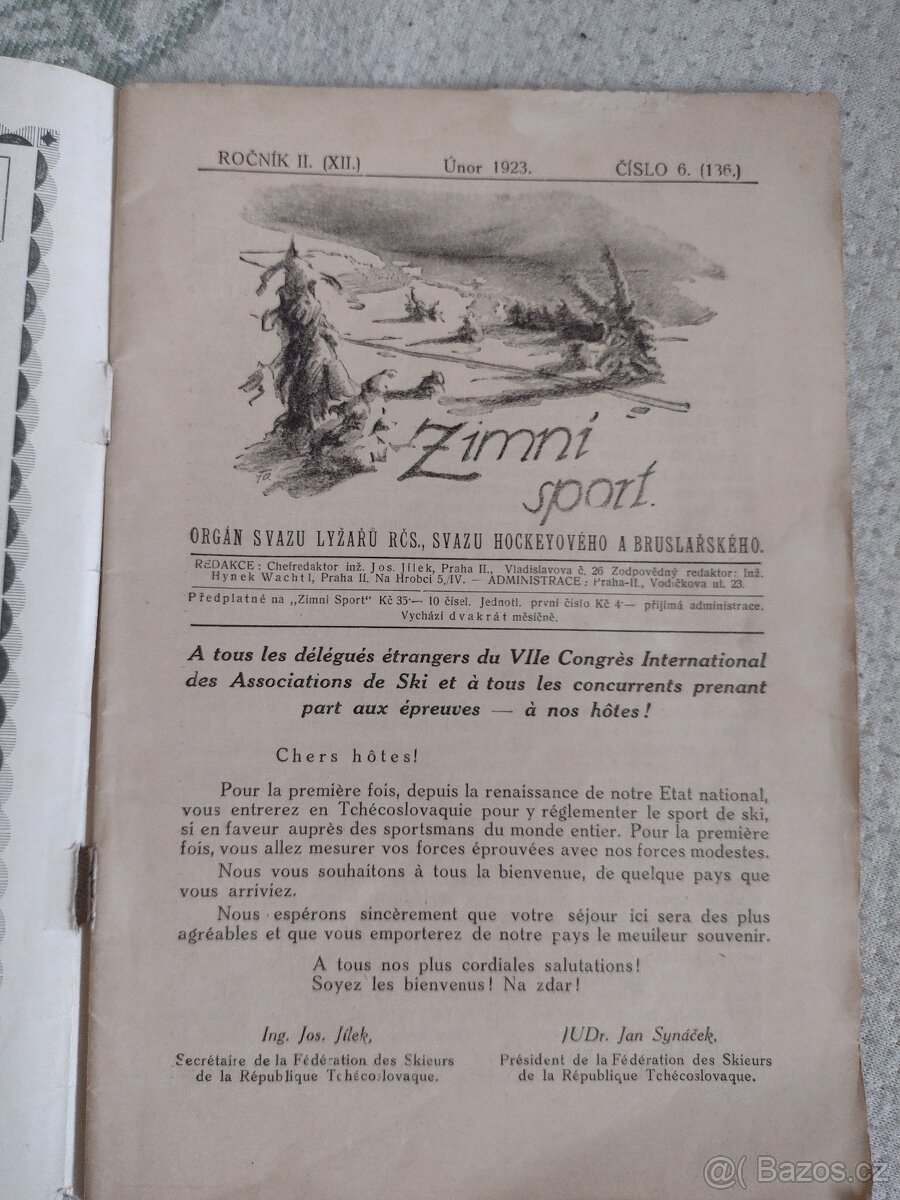 ROČNÍK II. (XII.) Únor 1923. ČÍSLO 6. (136.)
Zimní
sport.
ORGÁN SVAZU LYŽAŘŮ RČS., SVAZU HOCKEYOVÉHO A BRUSLAŘSKÉHO.
REDAKCE: Chefredaktor inž. Jos. Jílek, Praha II., Vladislavova č. 26 Zodpovědný redaktor: Inž.
Hynek Wachtl, Praha II. Na Hrobci 5./IV. — ADMINISTRACE: Praha-II., Vodičkova ul. 23.
Předplatné na „Zimní Sport" Kč 35·— 10 čísel. Jednotl. první číslo Kč 4·— přijímá administrace.
Vychází dvakrát měsíčně.
A tous les délégués étrangers du VIIe Congrès International
des Associations de Ski et à tous les concurrents prenant
part aux épreuves — à nos hôtes!
Chers hôtes!
Pour la première fois, depuis la renaissance de notre Etat national,
vous entrerez en Tchécoslovaquie pour y réglementer le sport de ski,
si en faveur auprès des sportsmans du monde entier. Pour la première
fois, vous allez mesurer vos forces éprouvées avec nos forces modestes.
Nous vous souhaitons à tous la bienvenue, de quelque pays que
vous arriviez.
Nous espérons sincèrement que votre séjour ici sera des plus
agréables et que vous emporterez de notre pays le meuileur souvenir.
A tous nos plus cordiales salutations!
Soyez les bienvenus! Na zdar!
Ing. Jos. Jílek,
Secrétaire de la Fédération des Skieurs
de la République Tchécoslovaque.
JUDr. Jan Synáček,
Président de la Fédération des Skieurs
de la République Tchécoslovaque.
@( Bazos.cz